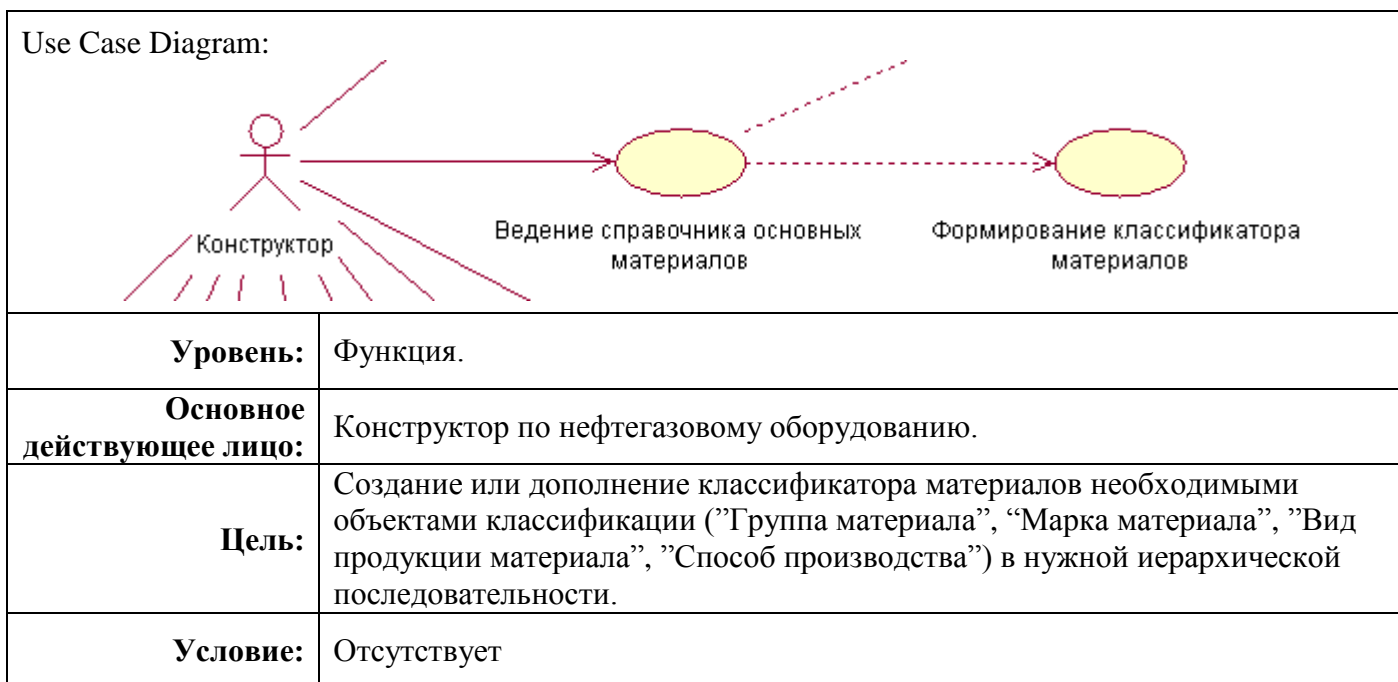 Use Case Diagram:
Конструктор
Ведение справочника основных
материалов
Формирование классификатора
материалов
Уровень:
Функция.
Основное
действующее лицо:
Конструктор по нефтегазовому оборудованию.
Цель:
Создание или дополнение классификатора материалов необходимыми
объектами классификации (”Группа материала”, “Марка материала”, ”Вид
продукции материала”, ”Способ производства”) в нужной иерархической
последовательности.
Условие:
Отсутствует